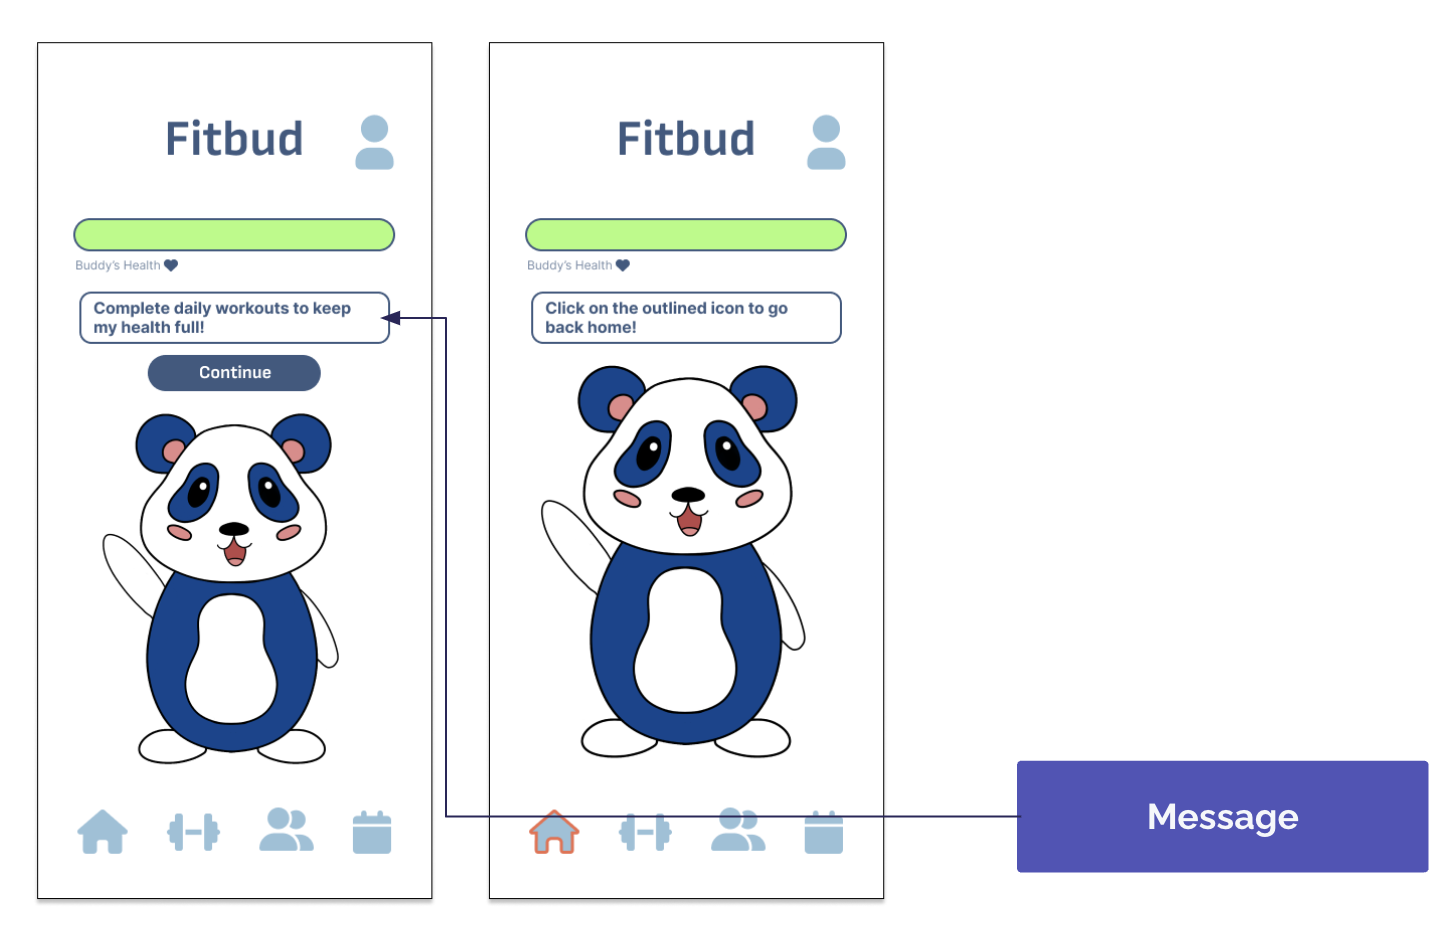 Fitbud
Buddy's Health
Complete daily workouts to keep
my health full!
Continue
Fitbud
Buddy's Health
Click on the outlined icon to go
back home!
Message